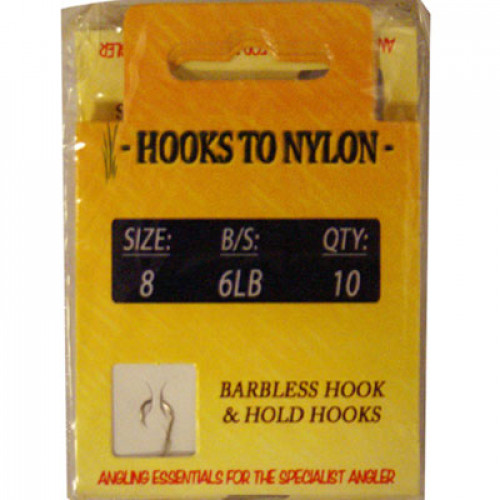 - HOOKS TO NYLON -
SIZE: B/S: QTY:
8 6LB 10
BARBLESS HOOK
& HOLD HOOKS
ANGLING ESSENTIALS FOR THE SPECIALIST ANGLER